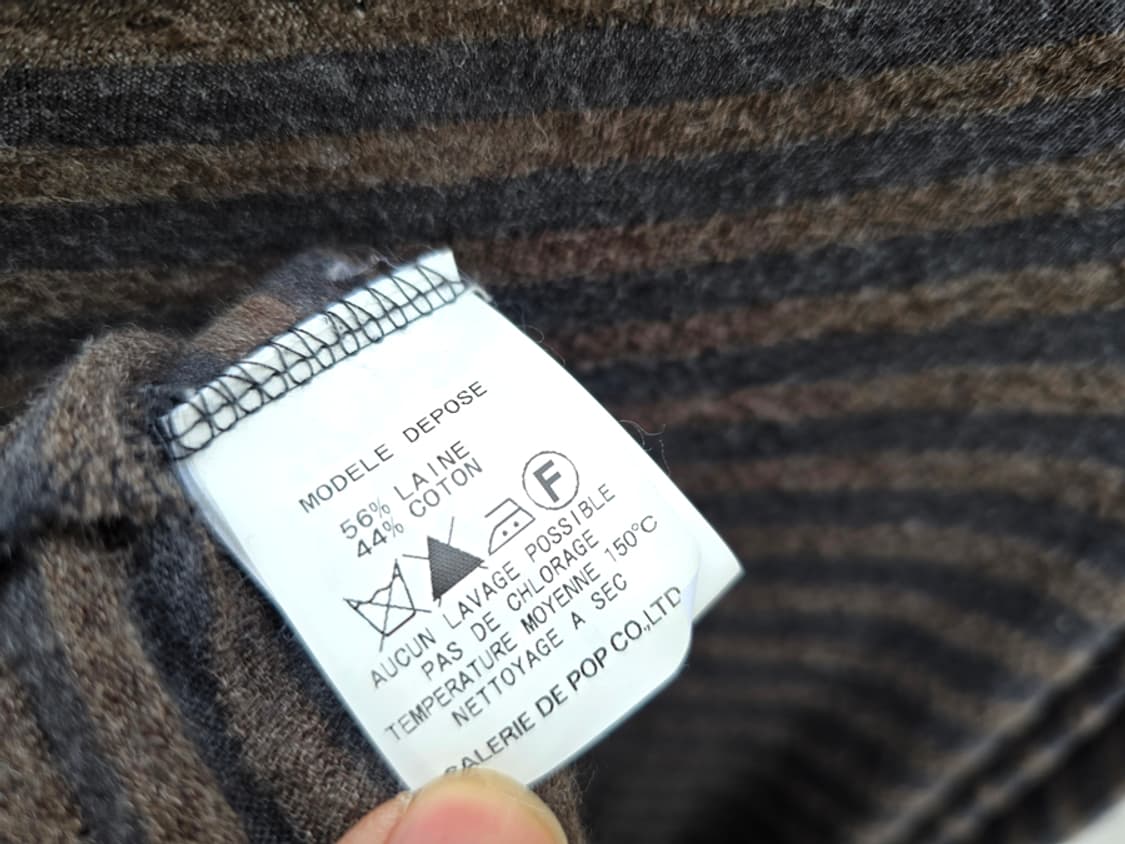 MODELE DEPOSE
56% LAINE
44% COTON
F
AUCUN LAVAGE POSSIBLE
PAS DE CHLORAGE
TEMPERATURE MOYENNE 150°C
NETTOYAGE A SEC
GALERIE DE POP CO.,LTD